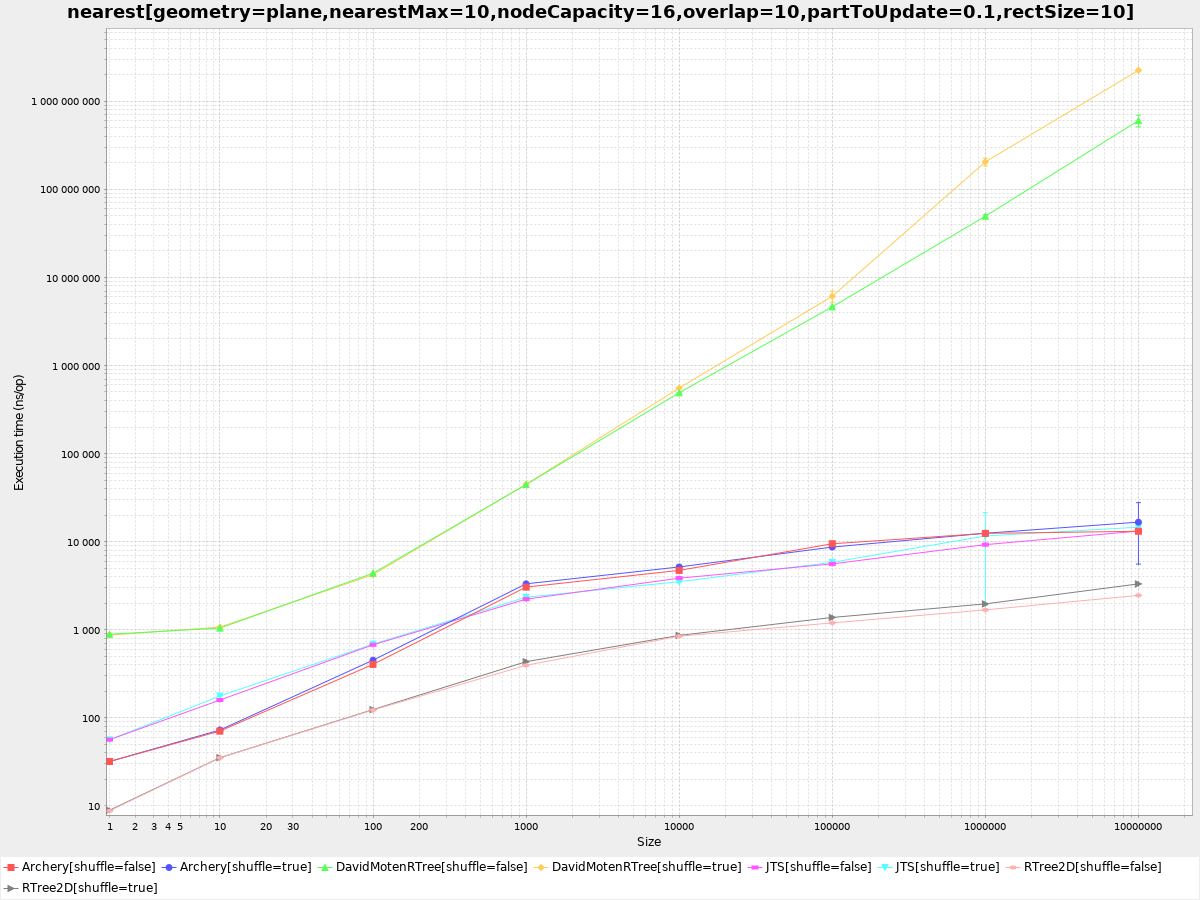 nearest[geometry=plane,nearestMax=10,nodeCapacity=16,overlap=10,partToUpdate=0.1,rectSize=10]
Execution time (ns/op)
1 000 000 000
100 000 000
10 000 000
1 000 000
100 000
10 000
1 000
100
10
1 2 3 4 5 10 20 30 100 200 1000 10000 100000 1000000 10000000
Size
Archery[shuffle=false] Archery[shuffle=true] DavidMotenRTree[shuffle=false] DavidMotenRTree[shuffle=true] JTS[shuffle=false] JTS[shuffle=true] RTree2D[shuffle=false]
RTree2D[shuffle=true]